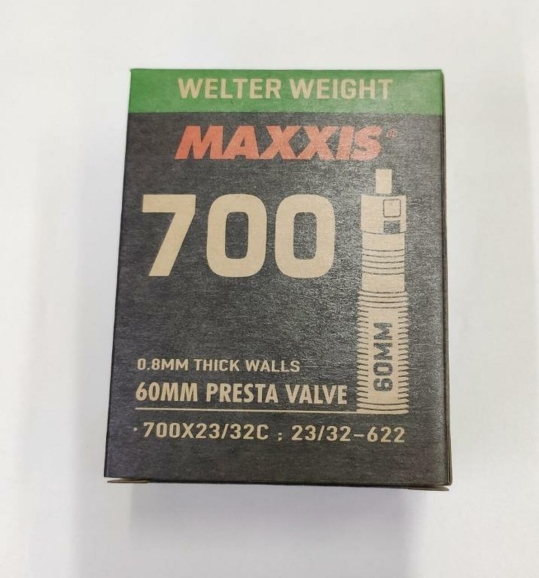 WELTER WEIGHT
MAXXIS®
700
60MM
0.8MM THICK WALLS
60MM PRESTA VALVE
·700X23/32C ; 23/32-622